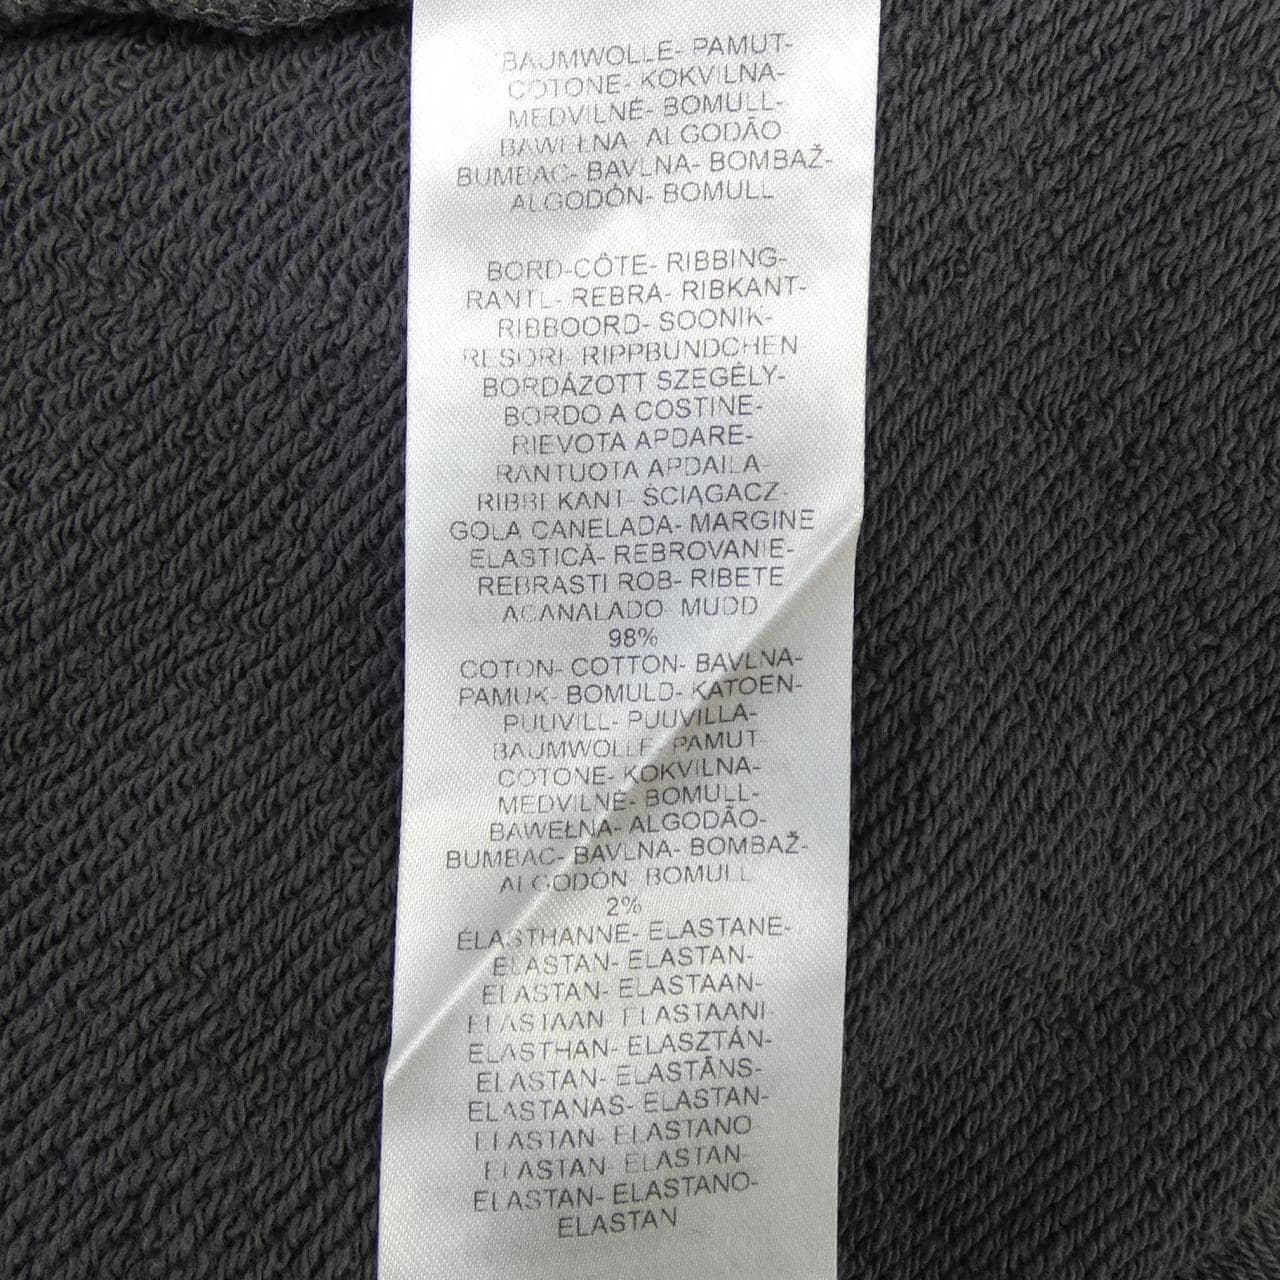 BAUMWOLLE- PAMUT-
COTONE- KOKVILNA-
MEDVILNĖ- BOMULL-
BAWEŁNA- ALGODÃO
BUMBAC- BAVLNA- BOMBAŽ-
ALGODÓN- BOMULL
BORD-CÔTE- RIBBING-
RANTL- REBRA- RIBKANT-
RIBBOORD- SOONIK-
RESORI- RIPPBUNDCHEN
BORDÁZOTT SZEGÉLY-
BORDO A COSTINE-
RIEVOTA APDARE-
RANTUOTA APDAILA-
RIBBEKANT- ŚCIĄGACZ-
GOLA CANELADA- MARGINE
ELASTICĂ- REBROVANIE-
REBRASTI ROB- RIBETE
ACANALADO MUDD
98%
COTON- COTTON- BAVLNA-
PAMUK- BOMULD- KATOEN-
PUUVILL- PUUVILLA-
BAUMWOLLE- PAMUT-
COTONE- KOKVILNA-
MEDVILNĖ- BOMULL-
BAWEŁNA- ALGODÃO-
BUMBAC- BAVLNA- BOMBAŽ-
ALGODÓN BOMULL
2%
ÉLASTHANNE- ELASTANE-
ELASTAN- ELASTAN-
ELASTAN- ELASTAAN-
ELASTAAN ELASTAANI
ELASTHAN- ELASZTÁN-
ELASTAN- ELASTĀNS-
ELASTANAS- ELASTAN-
ELASTAN- ELASTANO
ELASTAN ELASTAN-
ELASTAN- ELASTANO-
ELASTAN